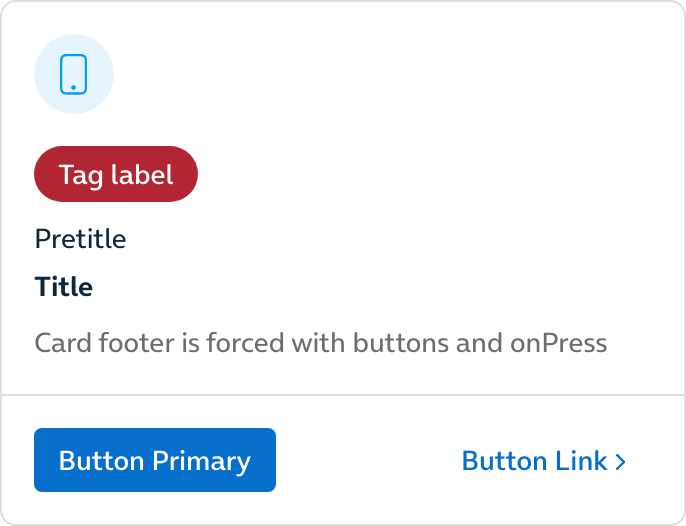 Tag label
Pretitle
Title
Card footer is forced with buttons and onPress
Button Primary
Button Link